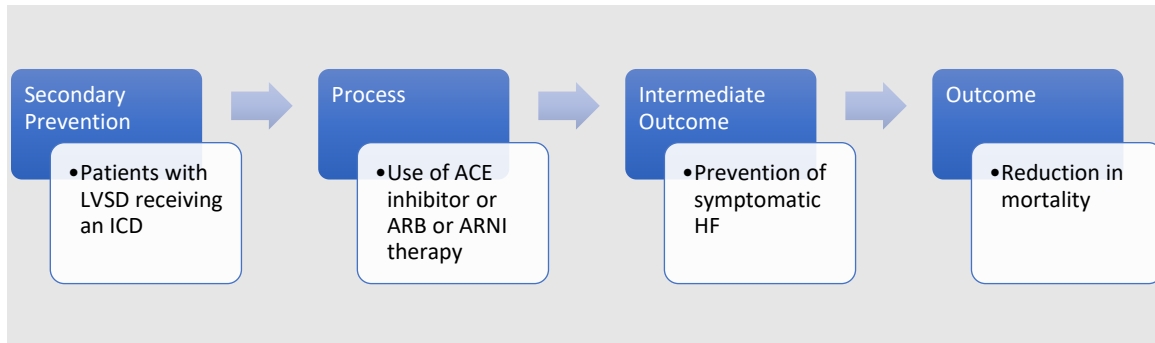 Secondary
Prevention
•Patients with
LVSD receiving
an ICD
Process
•Use of ACE
inhibitor or
ARB or ARNI
therapy
Intermediate
Outcome
•Prevention of
symptomatic
HF
Outcome
•Reduction in
mortality